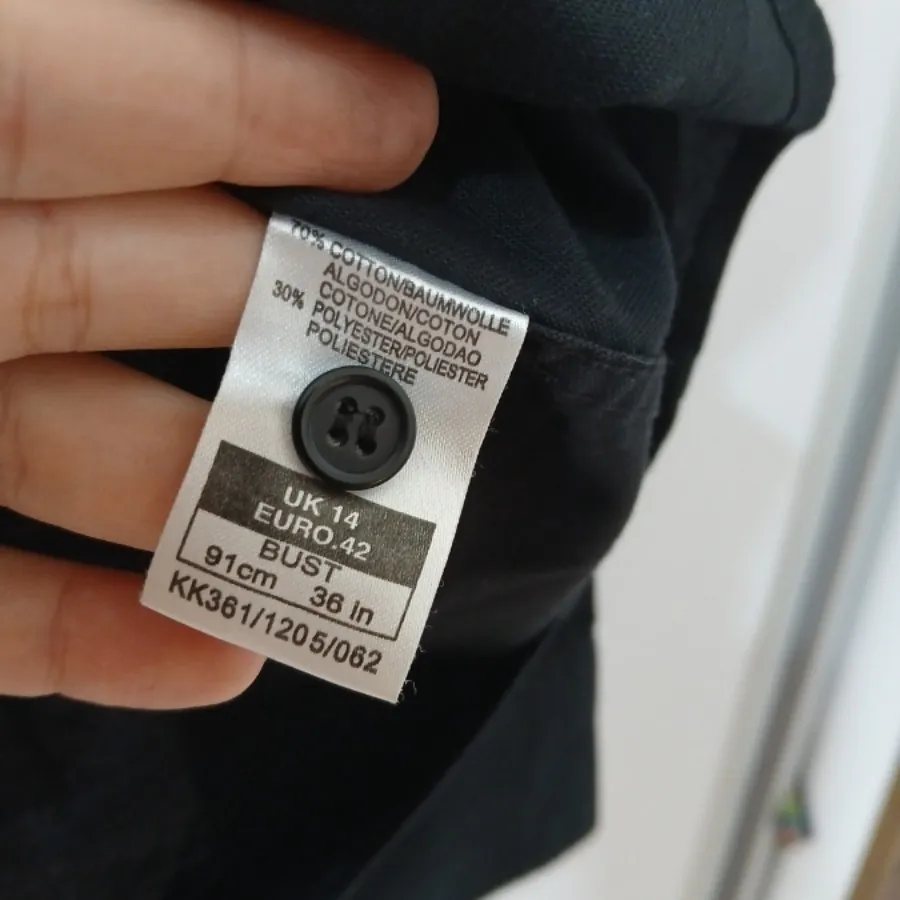 70% COTTON/BAUMWOLLE
ALGODON/COTON
COTONE/ALGODAO
30% POLYESTER/POLIESTER
POLIESTERE
UK 14
EURO.42
BUST
91cm 36 in
KK361/1205/062